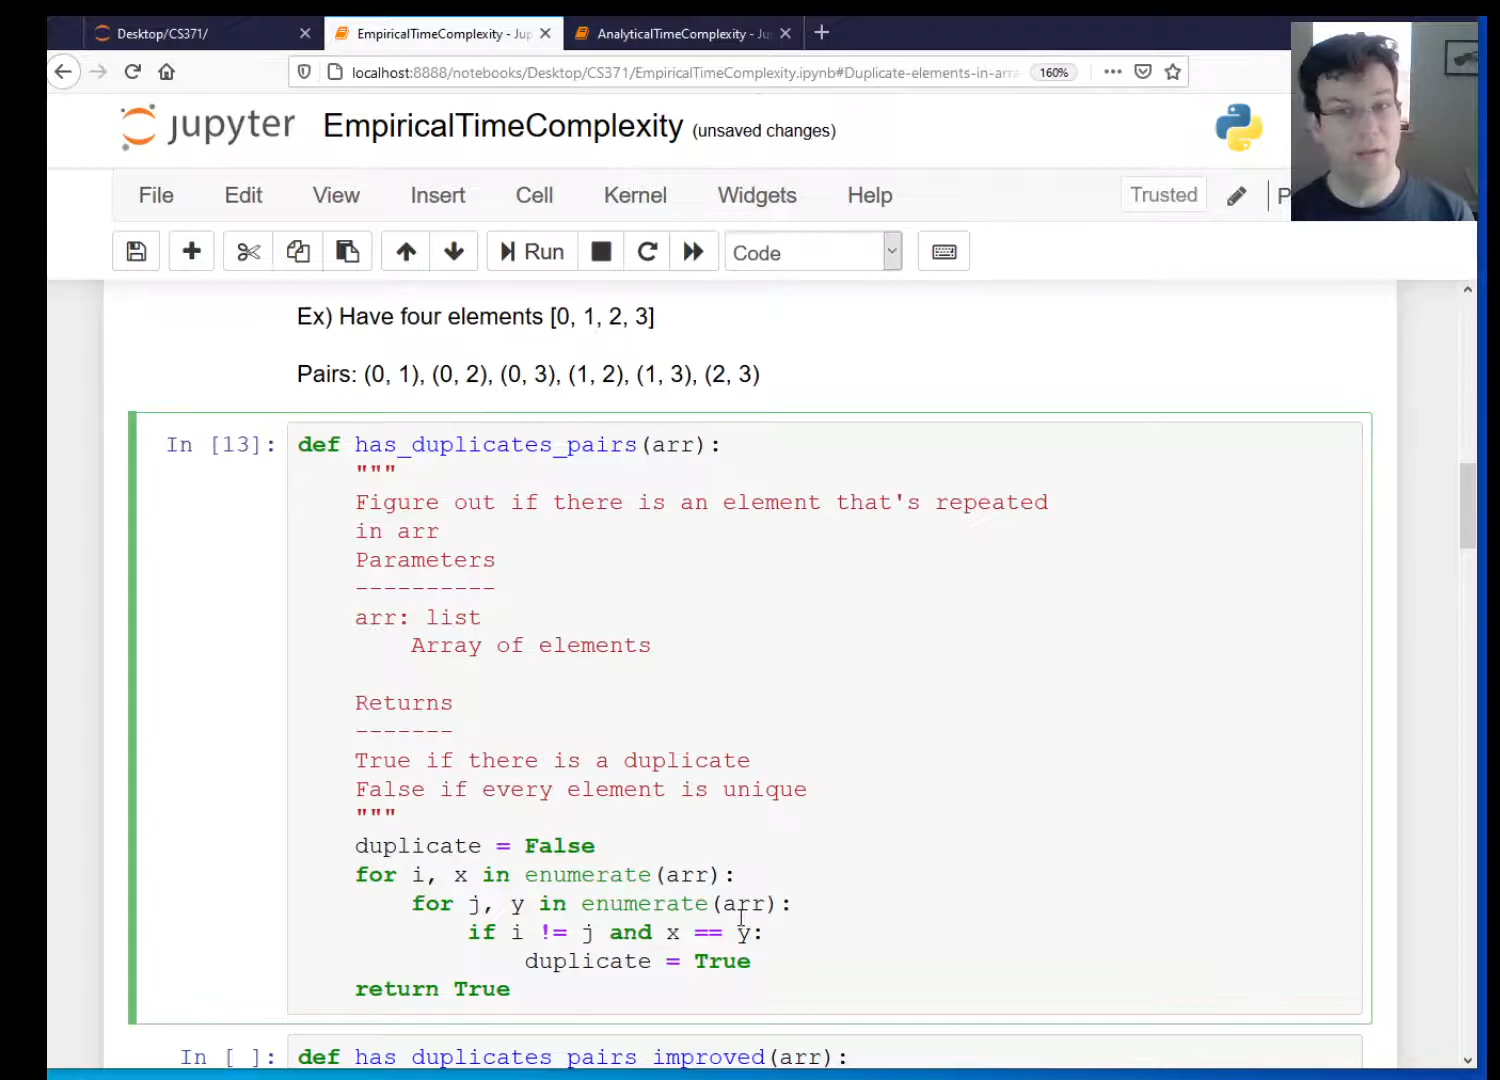 Desktop/CS371/
EmpiricalTimeComplexity - Jup
AnalyticalTimeComplexity - Ju
localhost:8888/notebooks/Desktop/CS371/EmpiricalTimeComplexity.ipynb#Duplicate-elements-in-arra
160%
jupyter EmpiricalTimeComplexity (unsaved changes)
File Edit View Insert Cell Kernel Widgets Help Trusted P
Run Code
Ex) Have four elements [0, 1, 2, 3]
Pairs: (0, 1), (0, 2), (0, 3), (1, 2), (1, 3), (2, 3)
In [13]: def has_duplicates_pairs(arr):
"""
Figure out if there is an element that's repeated
in arr
Parameters
----------
arr: list
Array of elements
Returns
-------
True if there is a duplicate
False if every element is unique
"""
duplicate = False
for i, x in enumerate(arr):
for j, y in enumerate(arr):
if i != j and x == y:
duplicate = True
return True
In [ ]: def has_duplicates_pairs_improved(arr):